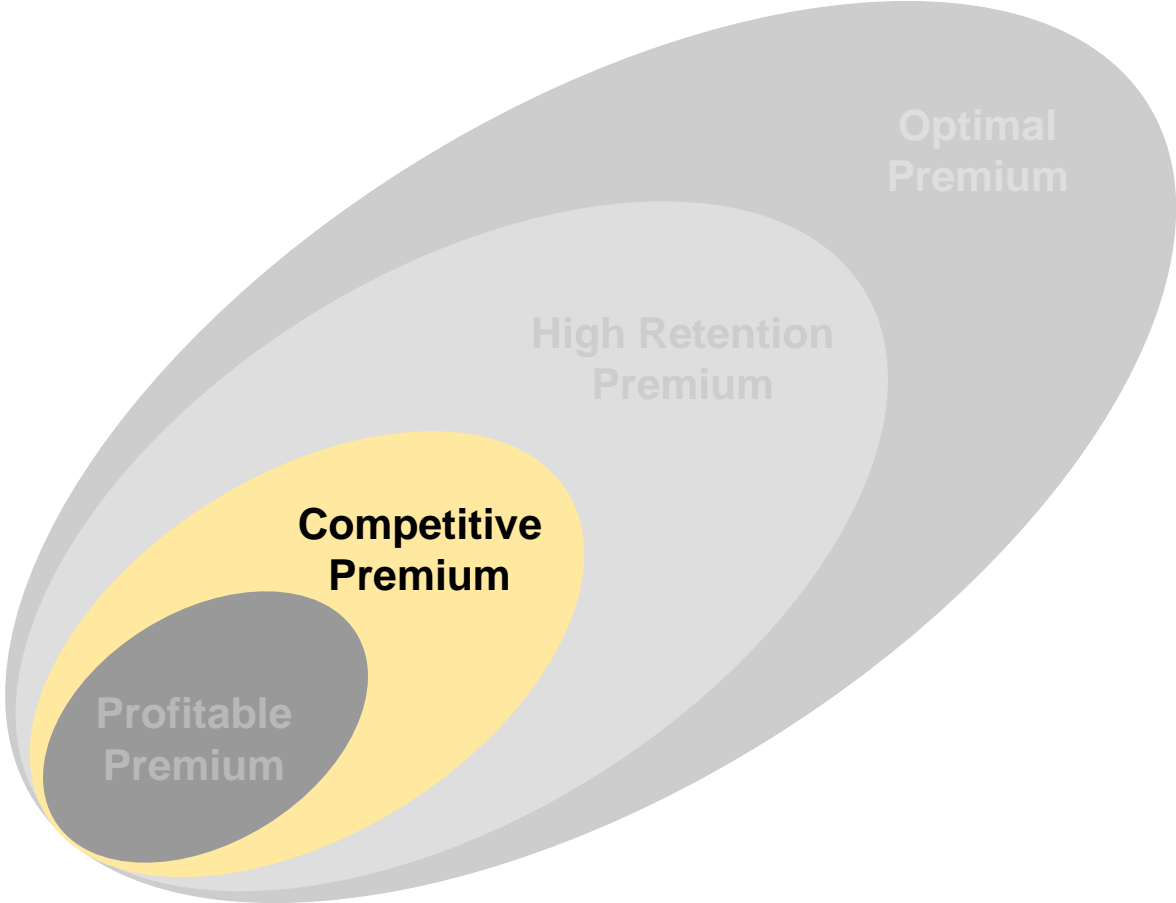 Optimal
Premium
High Retention
Premium
Competitive
Premium
Profitable
Premium